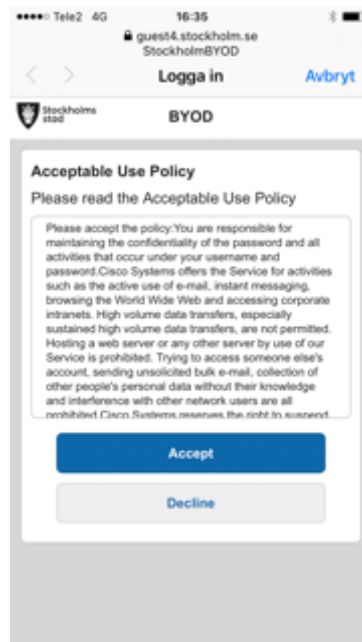 Tele2 4G 16:35
guest4.stockholm.se
StockholmBYOD
Logga in Avbryt
Stockholms
stad
BYOD
Acceptable Use Policy
Please read the Acceptable Use Policy
Please accept the policy:You are responsible for
maintaining the confidentiality of the password and all
activities that occur under your username and
password.Cisco Systems offers the Service for activities
such as the active use of e-mail, instant messaging,
browsing the World Wide Web and accessing corporate
intranets. High volume data transfers, especially
sustained high volume data transfers, are not permitted.
Hosting a web server or any other server by use of our
Service is prohibited. Trying to access someone else's
account, sending unsolicited bulk e-mail, collection of
other people's personal data without their knowledge
and interference with other network users are all
prohibited.Cisco Systems reserves the right to suspend
Accept
Decline